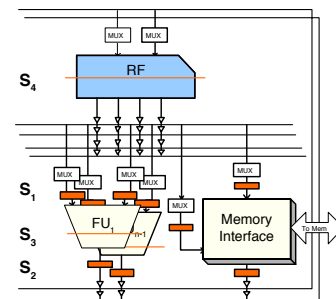 MUX
MUX
RF
S4
MUX
MUX
MUX
S1
MUX
MUX
MUX
FU1
n-1
Memory
Interface
To Mem
S3
S2